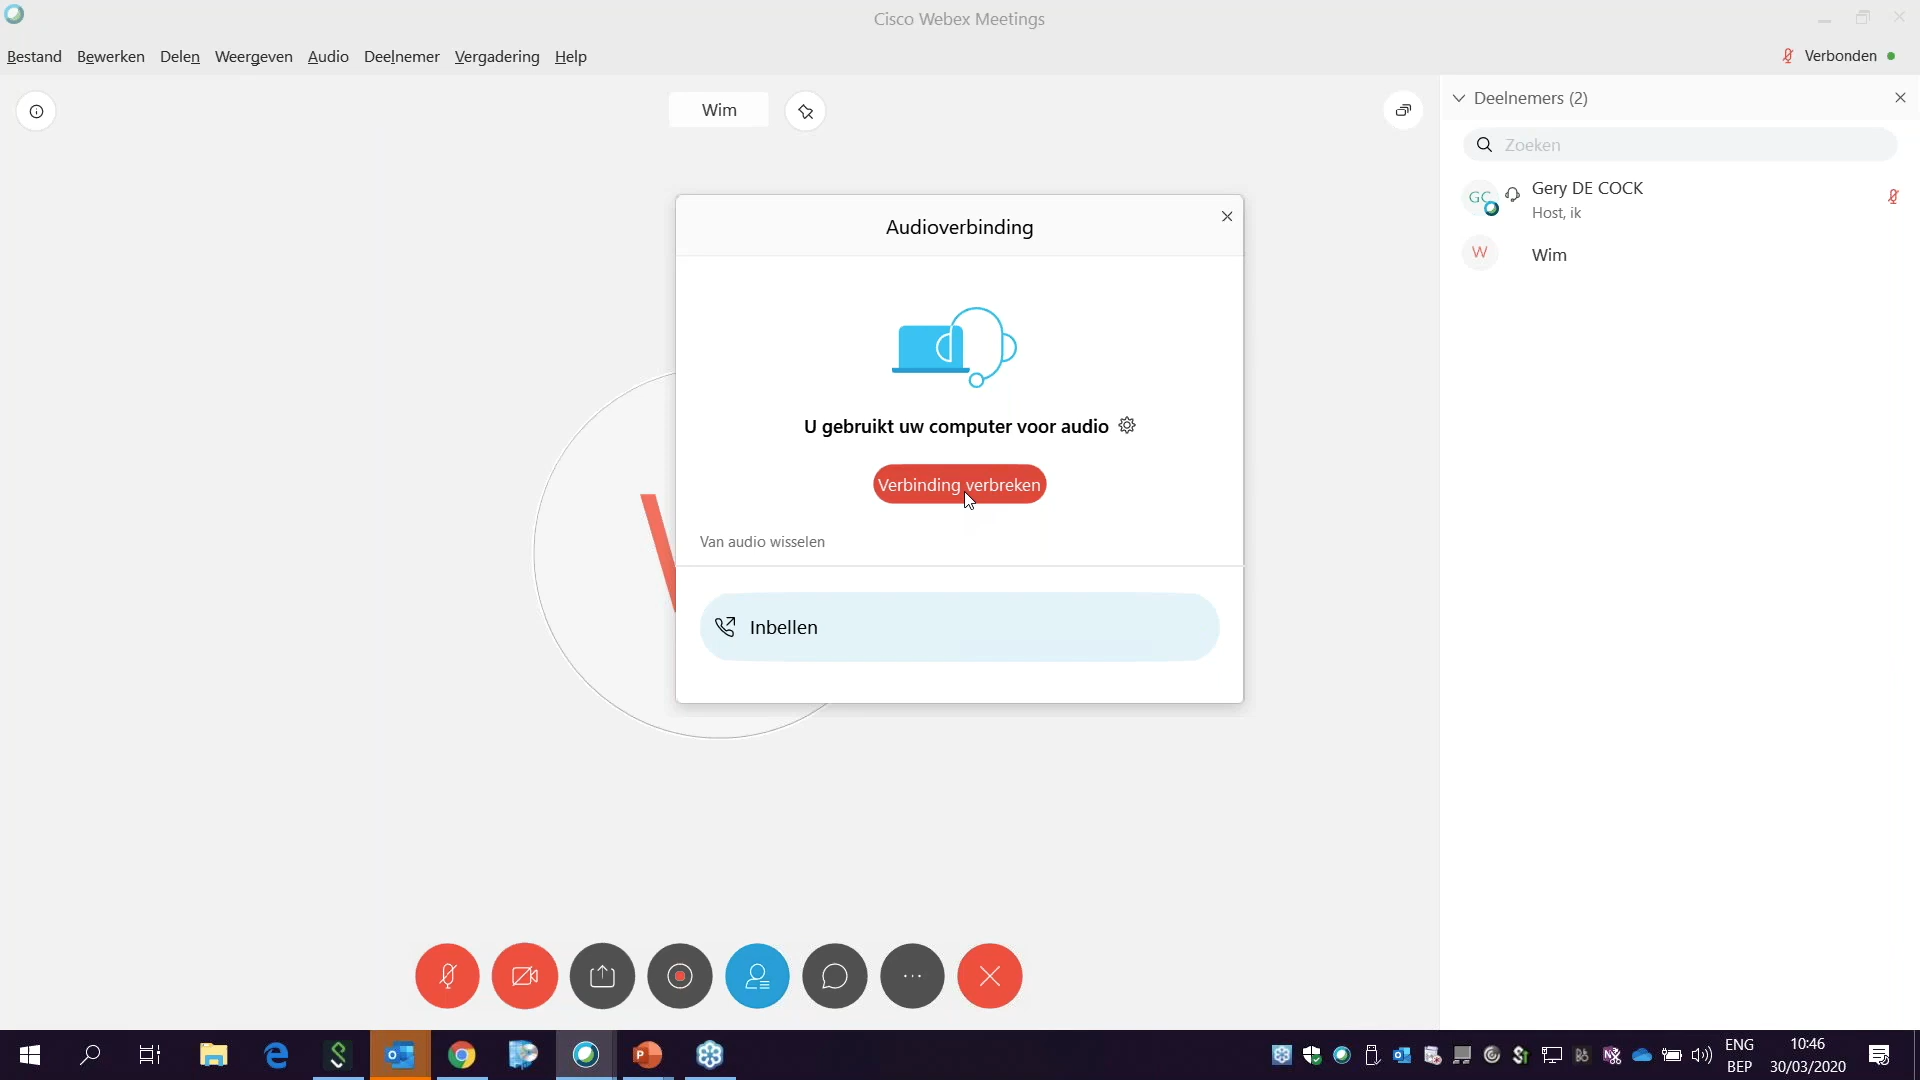 Cisco Webex Meetings
Bestand Bewerken Delen Weergeven Audio Deelnemer Vergadering Help
Verbonden
Wim
Deelnemers (2)
Zoeken
GC
Gery DE COCK
Host, ik
W
Wim
Audioverbinding
U gebruikt uw computer voor audio
Verbinding verbreken
Van audio wisselen
Inbellen
ENG
BEP
10:46
30/03/2020